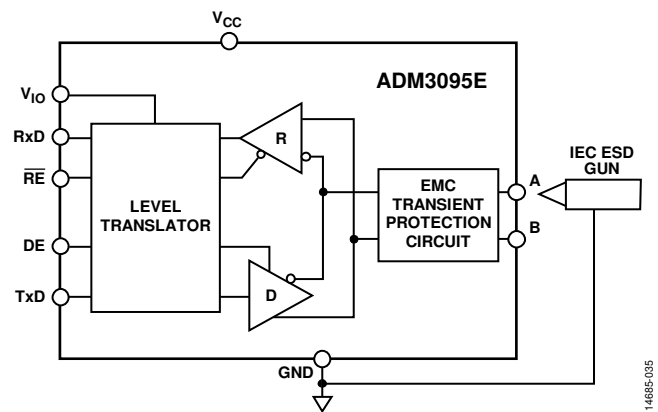 VCC
ADM3095E
VIO
RxD
R
RE
LEVEL
TRANSLATOR
IEC ESD
GUN
EMC
TRANSIENT
PROTECTION
CIRCUIT
A
B
DE
D
TxD
GND
14685-035